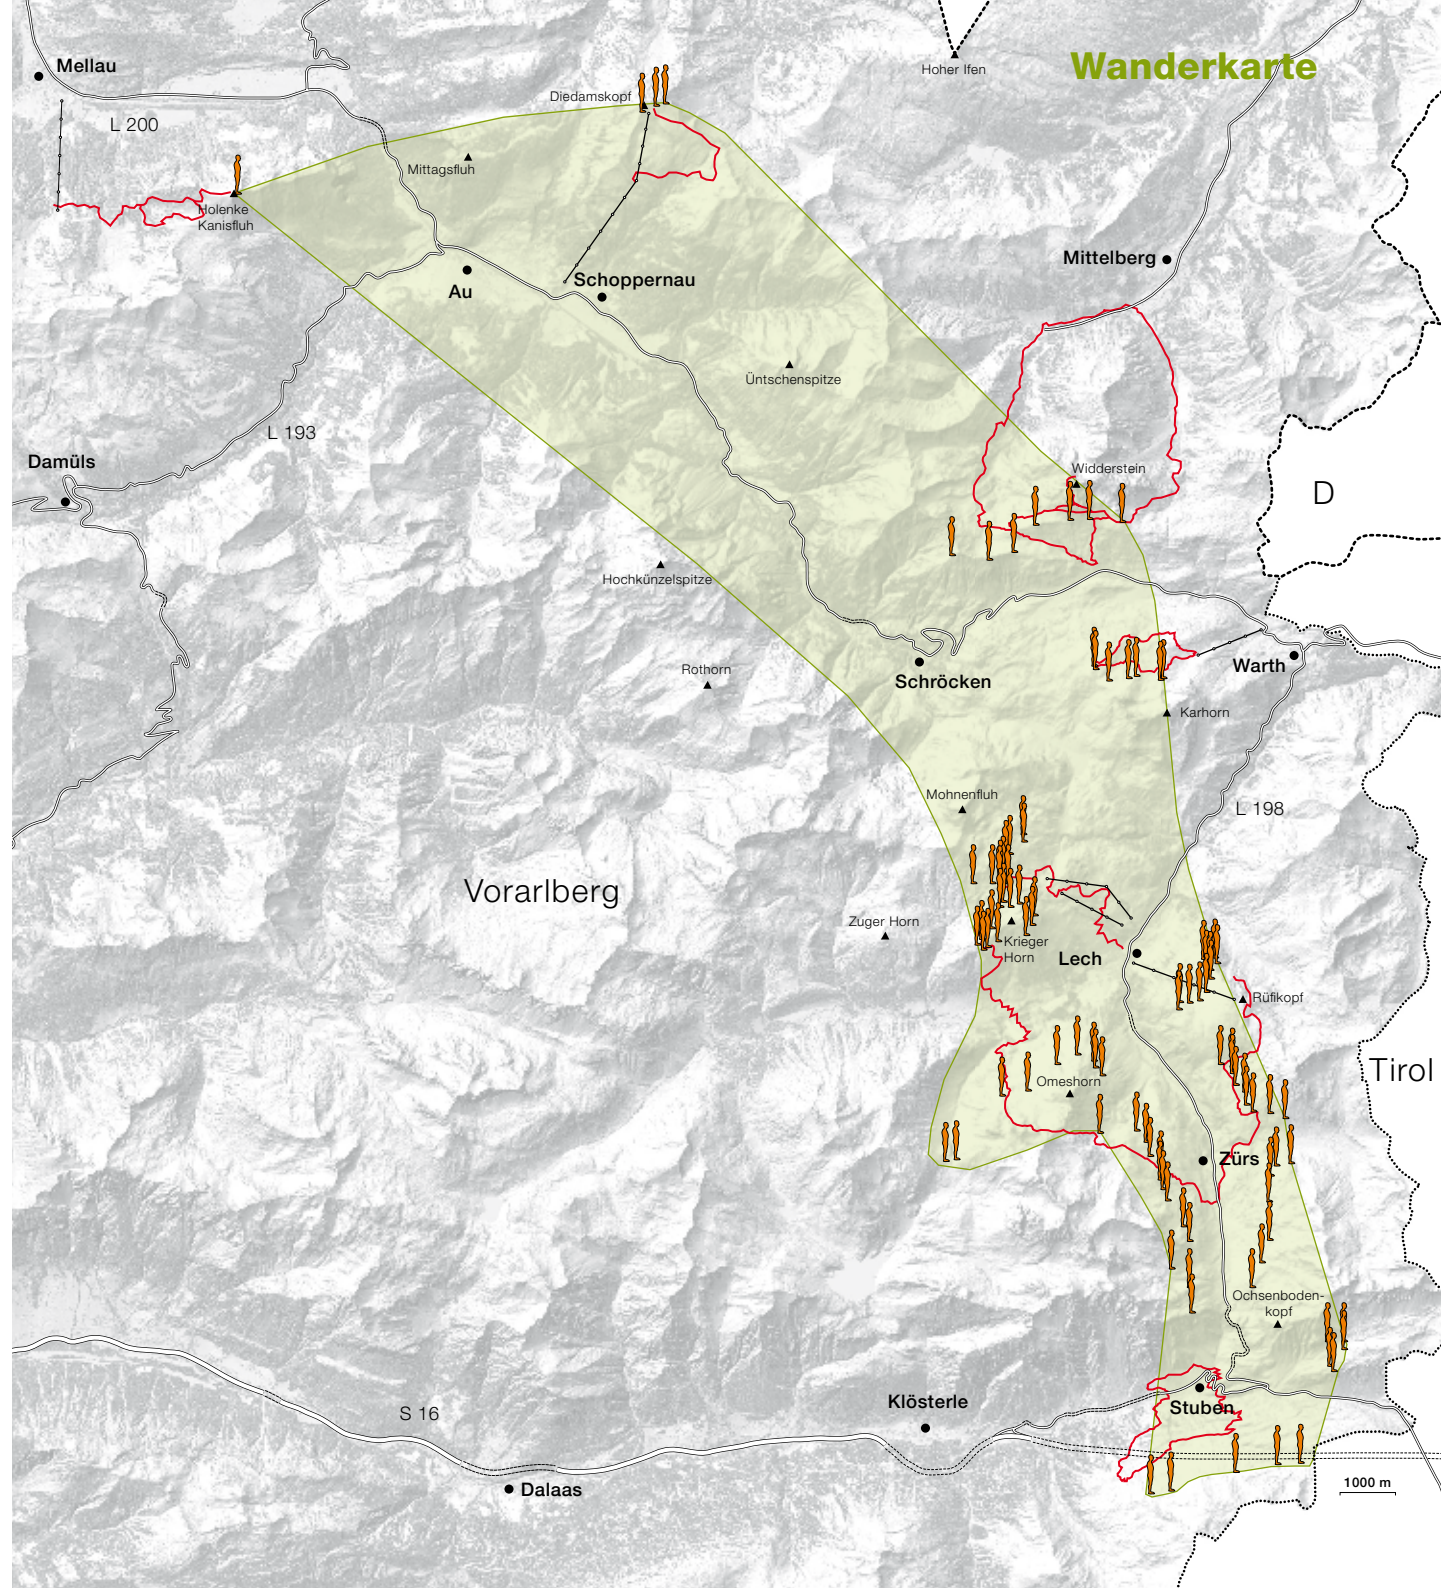 Wanderkarte
Mellau
Hoher Ifen
Diedamskopf
L 200
Mittagsfluh
Holenke
Kanisfluh
Mittelberg
Schoppernau
Au
Üntschenspitze
L 193
Damüls
Widderstein
D
Hochkünzelspitze
Rothorn
Warth
Schröcken
Karhorn
Mohnenfluh
L 198
Vorarlberg
Zuger Horn
Krieger
Horn
Lech
Rüfikopf
Tirol
Omeshorn
Zürs
Ochsenboden-
kopf
Klösterle
Stuben
S 16
1000 m
Dalaas